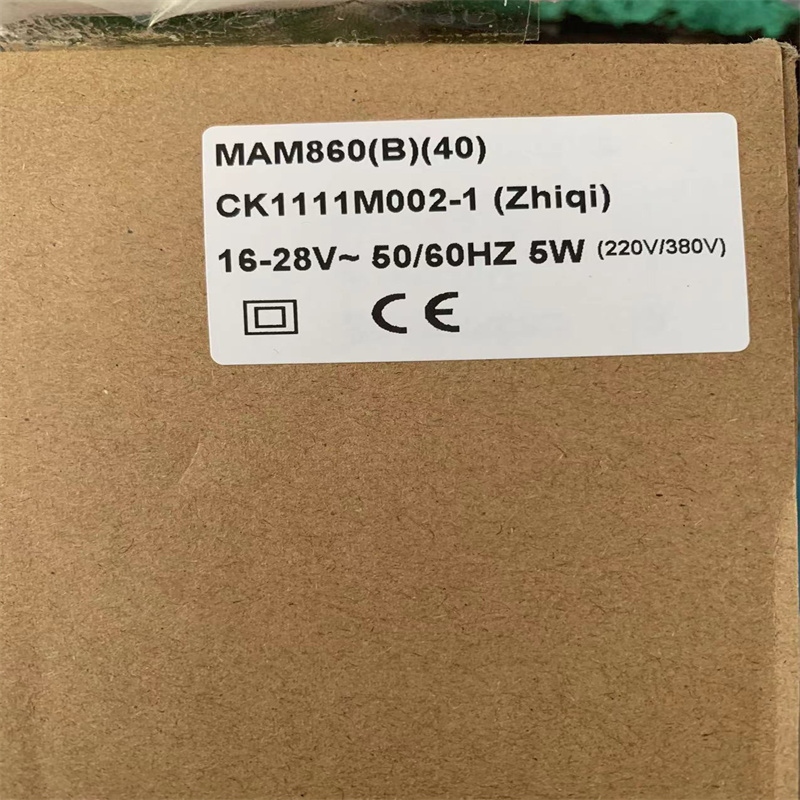 MAM860(B)(40)
CK1111M002-1 (Zhiqi)
16-28V~ 50/60HZ 5W (220V/380V)
CE